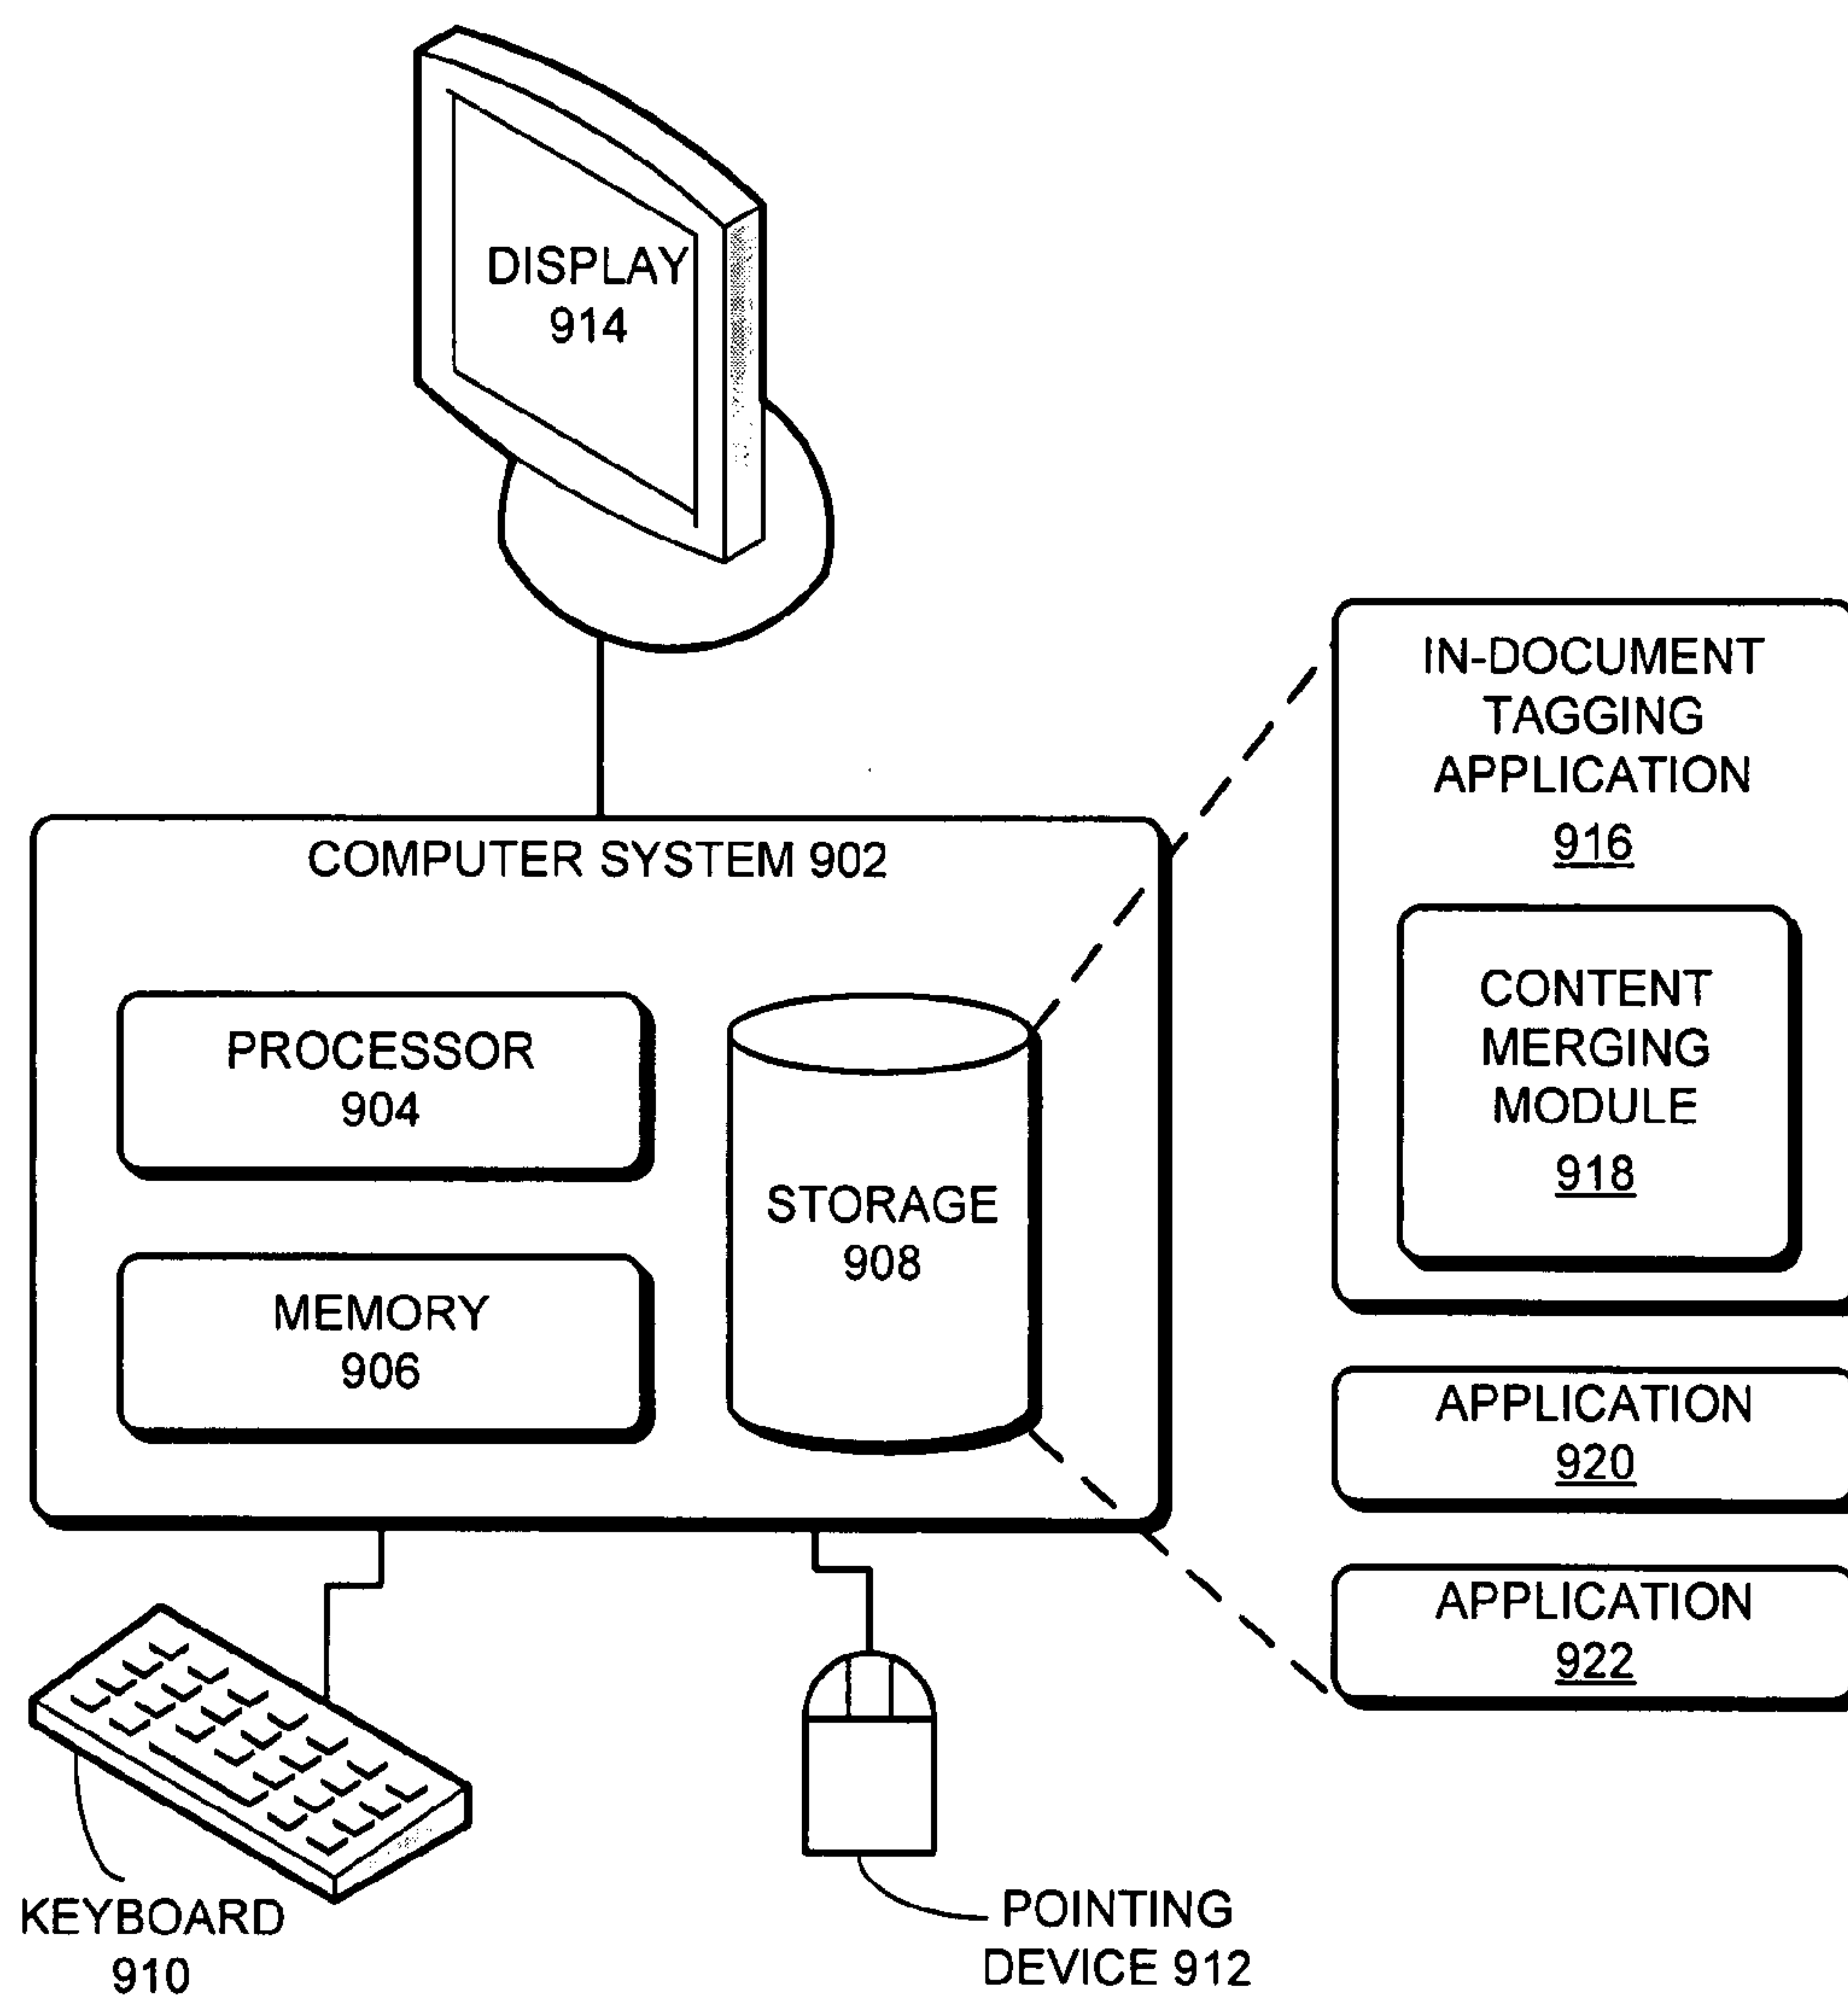 DISPLAY
914
COMPUTER SYSTEM 902
PROCESSOR
904
MEMORY
906
STORAGE
908
IN-DOCUMENT
TAGGING
APPLICATION
916
CONTENT
MERGING
MODULE
918
APPLICATION
920
APPLICATION
922
KEYBOARD
910
POINTING
DEVICE 912